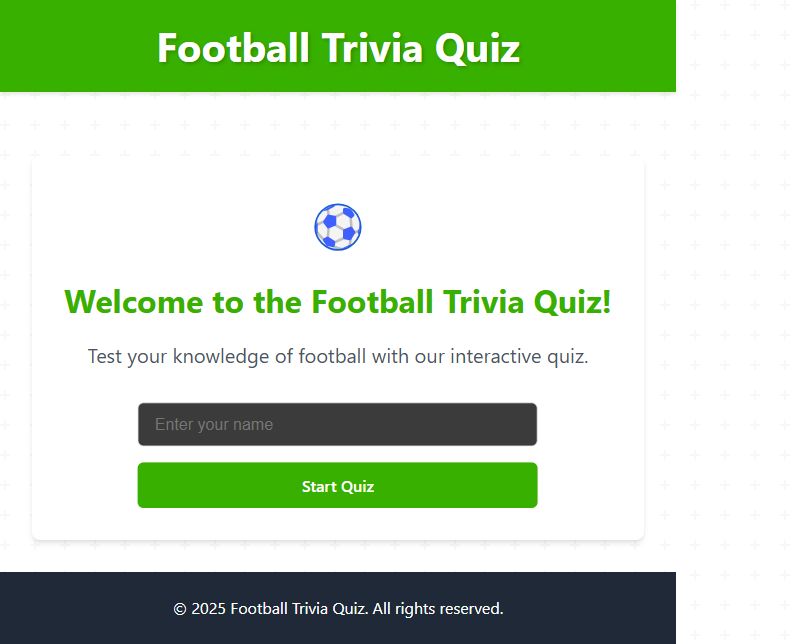 Football Trivia Quiz
Welcome to the Football Trivia Quiz!
Test your knowledge of football with our interactive quiz.
Enter your name
Start Quiz
© 2025 Football Trivia Quiz. All rights reserved.